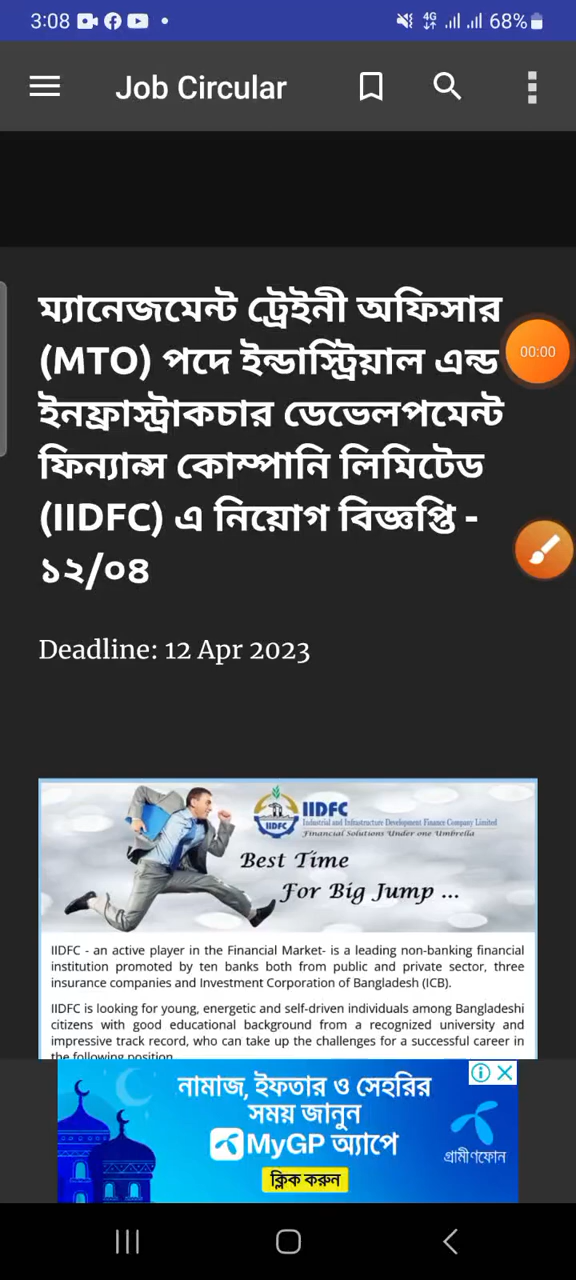 3:08
4G
68%
Job Circular
ম্যানেজমেন্ট ট্রেইনী অফিসার
(MTO) পদে ইন্ডাস্ট্রিয়াল এন্ড
ইনফ্রাস্ট্রাকচার ডেভেলপমেন্ট
ফিন্যান্স কোম্পানি লিমিটেড
(IIDFC) এ নিয়োগ বিজ্ঞপ্তি -
১২/০৪
00:00
Deadline: 12 Apr 2023
IIDFC
IIDFC
Industrial and Infrastructure Development Finance Company Limited
Financial Solutions Under one Umbrella
Best Time
For Big Jump ...
IIDFC - an active player in the Financial Market- is a leading non-banking financial
institution promoted by ten banks both from public and private sector, three
insurance companies and Investment Corporation of Bangladesh (ICB).
IIDFC is looking for young, energetic and self-driven individuals among Bangladeshi
citizens with good educational background from a recognized university and
impressive track record, who can take up the challenges for a successful career in
the following position
নামাজ, ইফতার ও সেহরির
সময় জানুন
MyGP অ্যাপে
ক্লিক করুন
গ্রামীণফোন